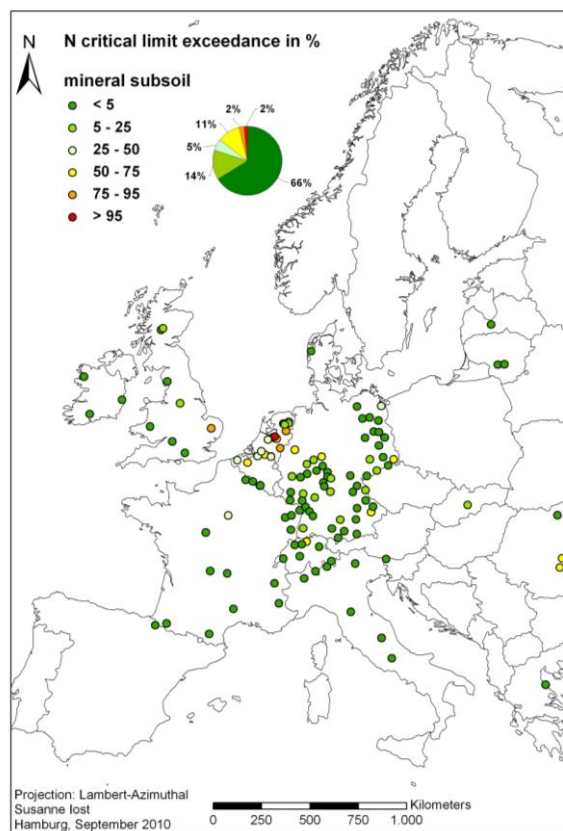 N
N critical limit exceedance in %
mineral subsoil
< 5
5 - 25
25 - 50
50 - 75
75 - 95
> 95
2% 2%
11%
5%
14%
66%
Projection: Lambert-Azimuthal
Susanne Iost
Hamburg, September 2010
Kilometers
0 250 500 750 1.000